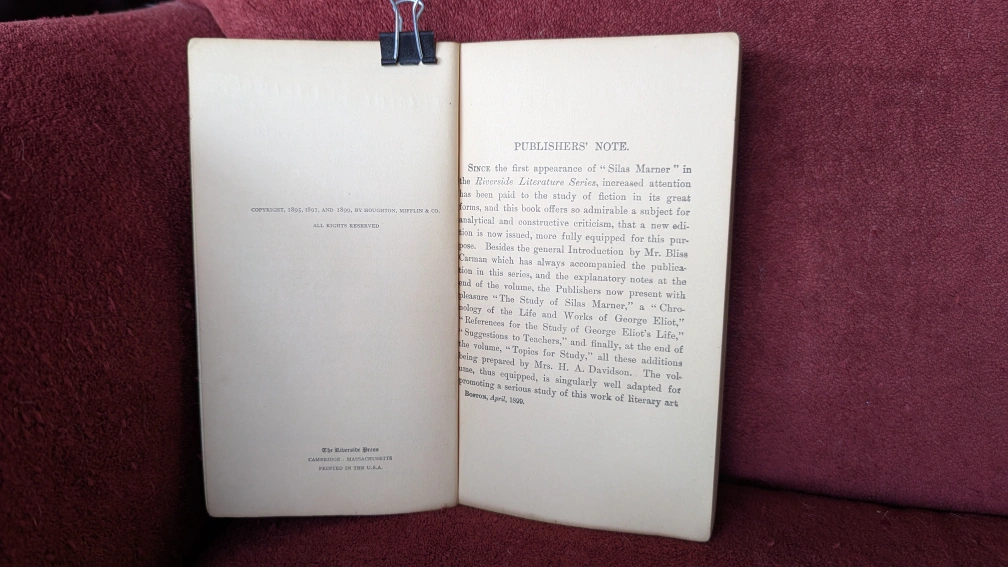 COPYRIGHT, 1895, 1897, AND 1899, BY HOUGHTON, MIFFLIN & CO.
ALL RIGHTS RESERVED
The Riverside Press
CAMBRIDGE : MASSACHUSETTS
PRINTED IN THE U.S.A.
PUBLISHERS' NOTE.
SINCE the first appearance of "Silas Marner" in
the Riverside Literature Series, increased attention
has been paid to the study of fiction in its great
forms, and this book offers so admirable a subject for
analytical and constructive criticism, that a new edi-
tion is now issued, more fully equipped for this pur-
pose. Besides the general Introduction by Mr. Bliss
Carman which has always accompanied the publica-
tion in this series, and the explanatory notes at the
end of the volume, the Publishers now present with
pleasure "The Study of Silas Marner," a "Chro-
nology of the Life and Works of George Eliot,"
"References for the Study of George Eliot's Life,"
"Suggestions to Teachers," and finally, at the end of
the volume, "Topics for Study," all these additions
being prepared by Mrs. H. A. Davidson. The vol-
ume, thus equipped, is singularly well adapted for
promoting a serious study of this work of literary art
BOSTON, April, 1899.